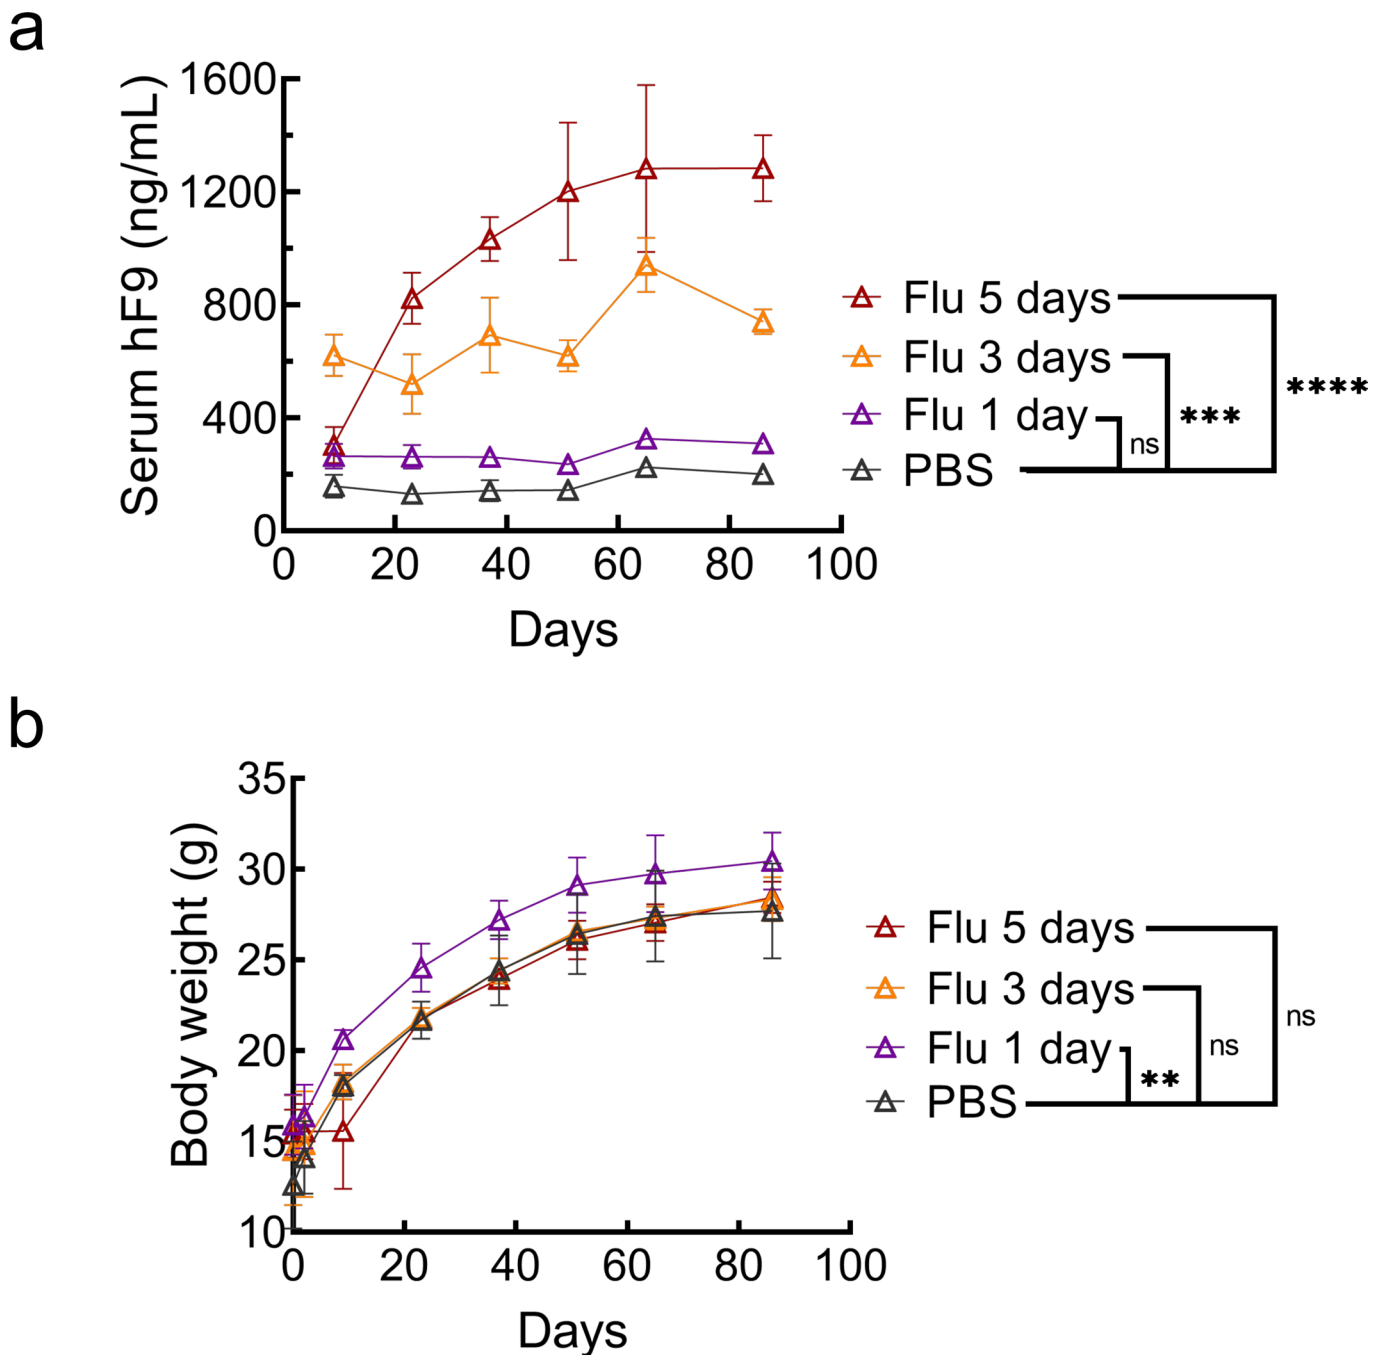 a
Serum hF9 (ng/mL)
1600
1200
800
400
0
0 20 40 60 80 100
Days
Flu 5 days
Flu 3 days
Flu 1 day
PBS
ns
***
****
b
Body weight (g)
35
30
25
20
15
10
0 20 40 60 80 100
Days
Flu 5 days
Flu 3 days
Flu 1 day
PBS
**
ns
ns